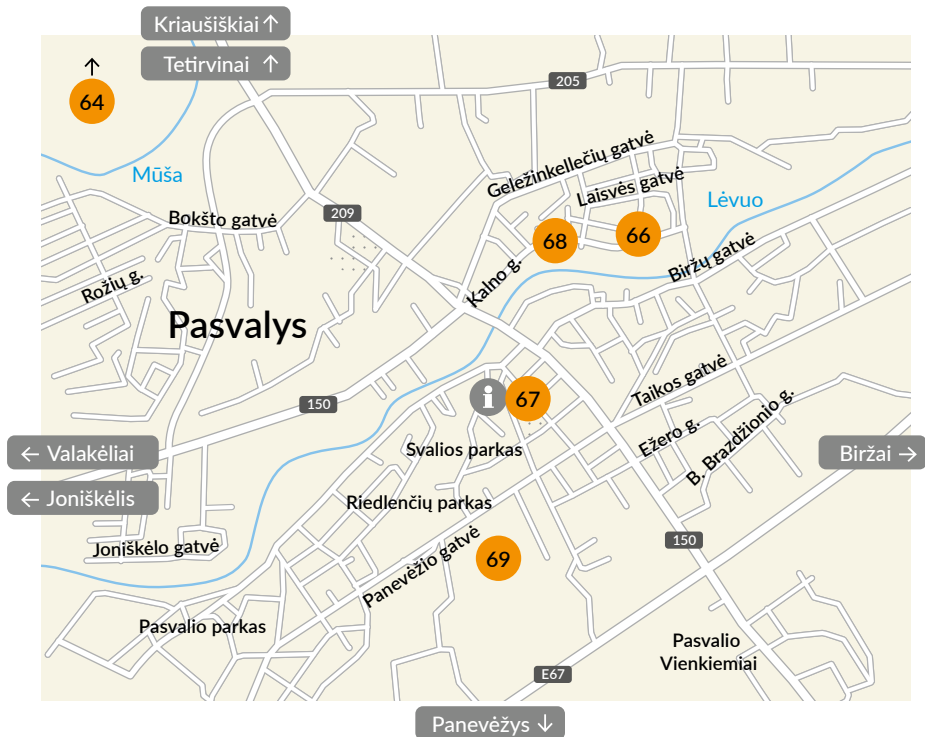 Kriaušiškiai ↑
Tetirvinai ↑
↑
64
205
Mūša
Geležinkellečių gatvė
Laisvės gatvė
Lėvuo
Bokšto gatvė
209
68
66
Biržų gatvė
Rožių g.
Kalno g.
Pasvalys
150
i
67
Taikos gatvė
Ežero g.
B. Brazdžionio g.
← Valakėliai
Svalios parkas
Biržai →
← Joniškėlis
Riedlenčių parkas
Joniškėlo gatvė
Panevėžio gatvė
69
150
Pasvalio parkas
Pasvalio
Vienkiemiai
E67
Panevėžys ↓